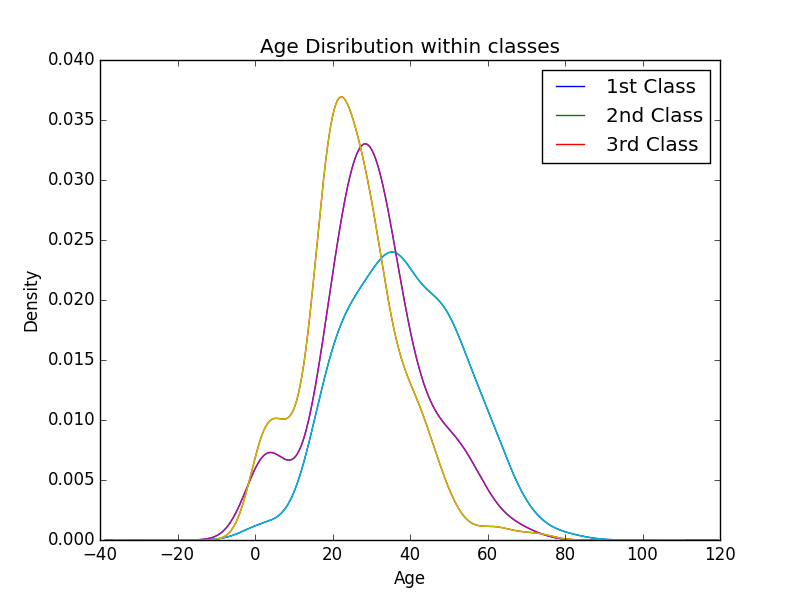 Age Disribution within classes
0.040
0.035
0.030
0.025
0.020
0.015
0.010
0.005
0.000
Density
1st Class
2nd Class
3rd Class
−40 −20 0 20 40 60 80 100 120
Age